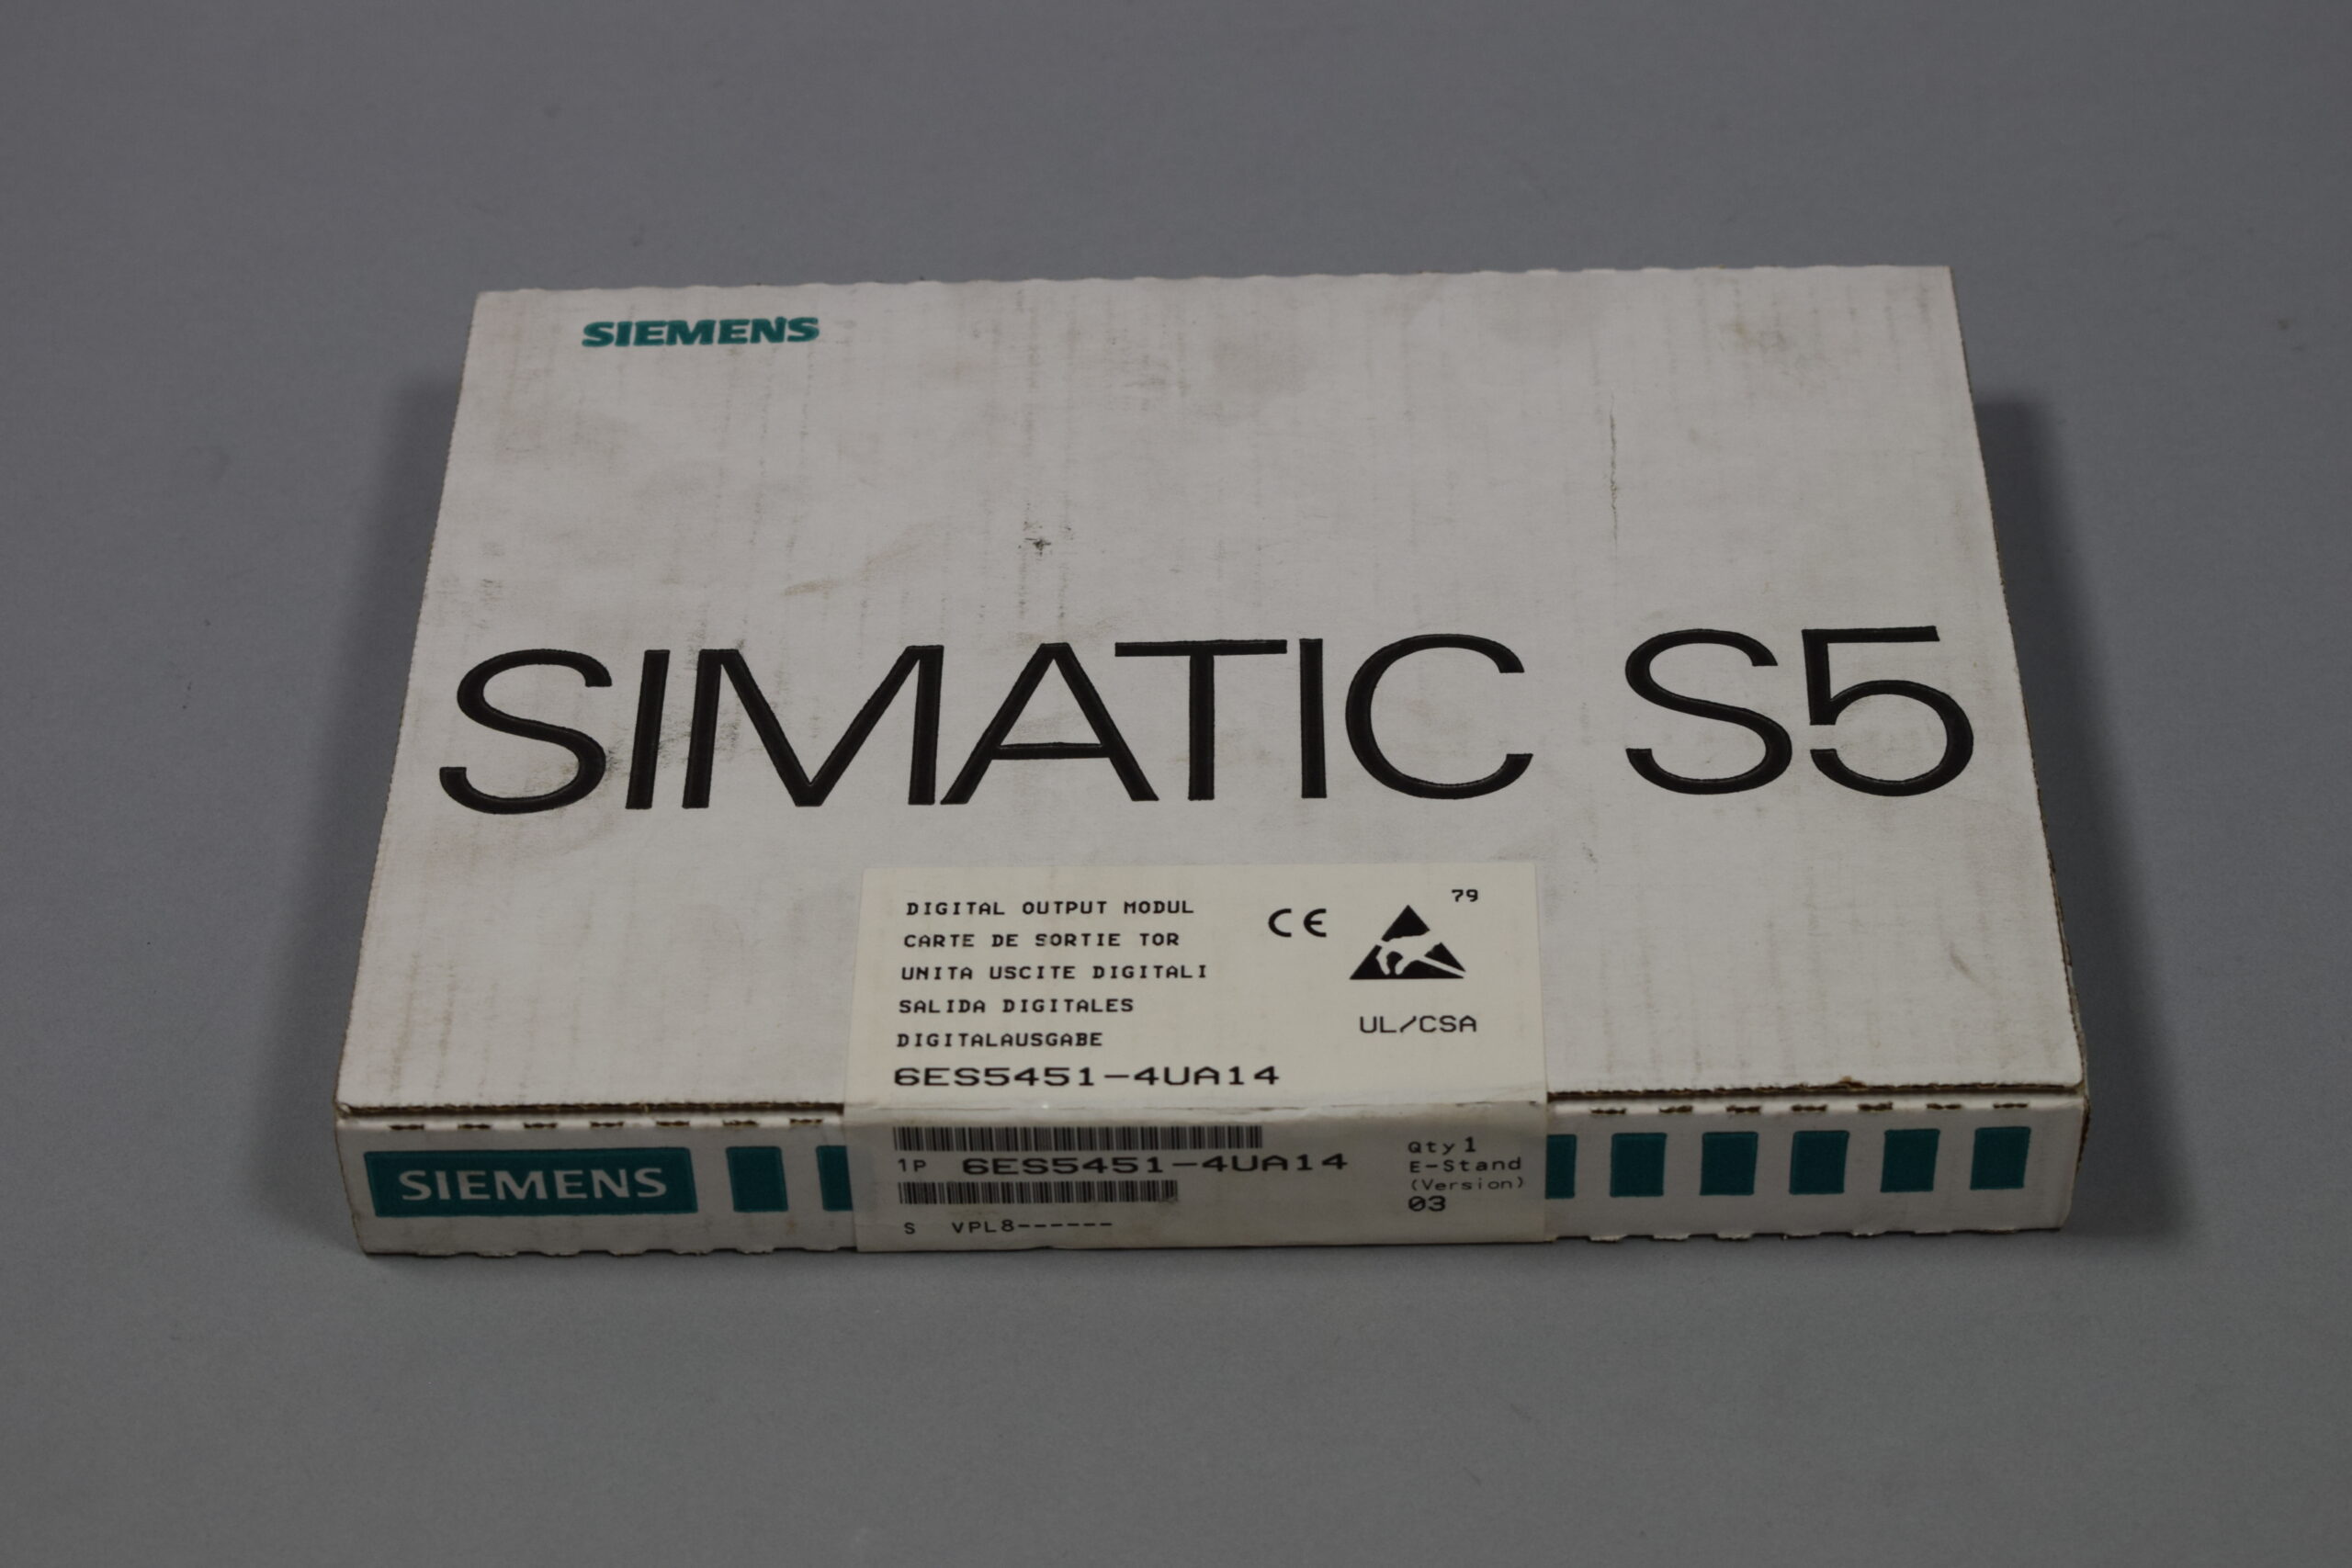 SIEMENS
SIMATIC S5
79
DIGITAL OUTPUT MODUL
CE
CARTE DE SORTIE TOR
UNITA USCITE DIGITALI
SALIDA DIGITALES
UL/CSA
DIGITALAUSGABE
6ES5451-4UA14
Qty 1
1P 6ES5451-4UA14
E-Stand
(Version)
SIEMENS
03
S VPL8------